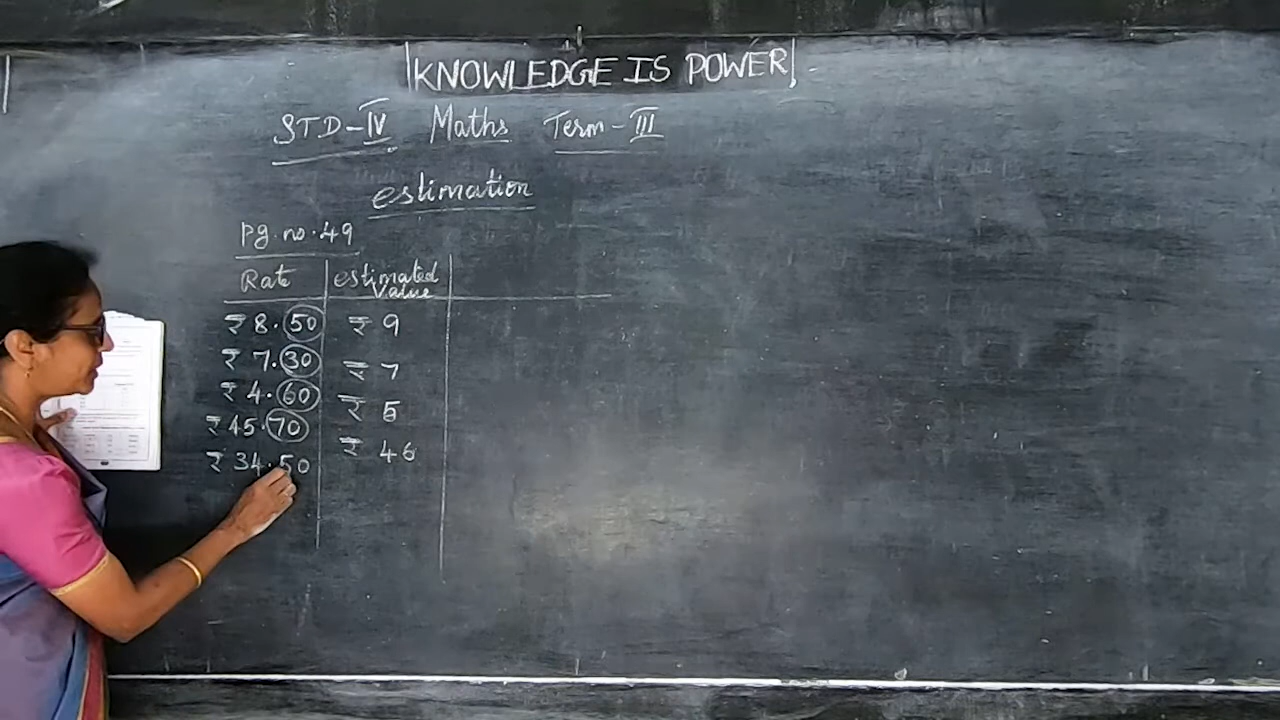 KNOWLEDGE IS POWER
STD-IV Maths Term-III
estimation
Pg.no.49
Rate estimated Value
₹8.50 ₹9
₹7.30 ₹7
₹4.60 ₹5
₹45.70 ₹46
₹34.50